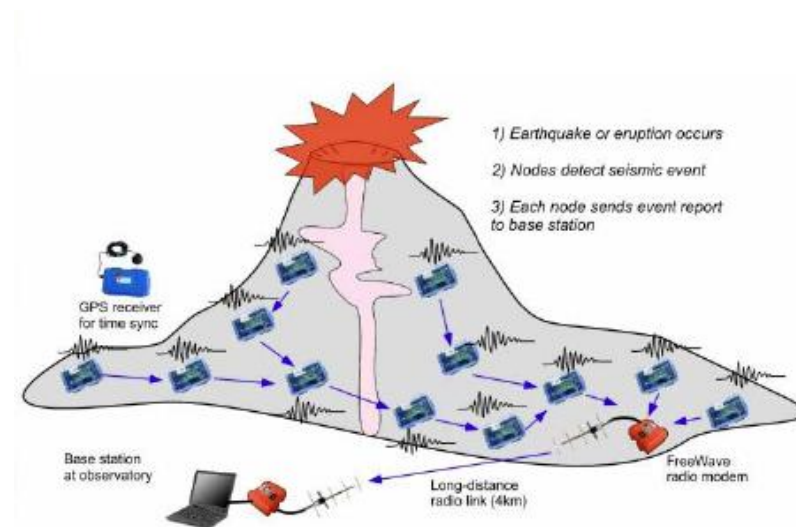 1) Earthquake or eruption occurs
2) Nodes detect seismic event
3) Each node sends event report
to base station
GPS receiver
for time sync
Base station
at observatory
Long-distance
radio link (4km)
FreeWave
radio modem